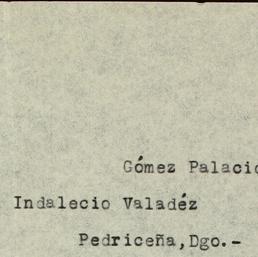 Gómez Palacio
Indalecio Valadéz
Pedriceña,Dgo.-